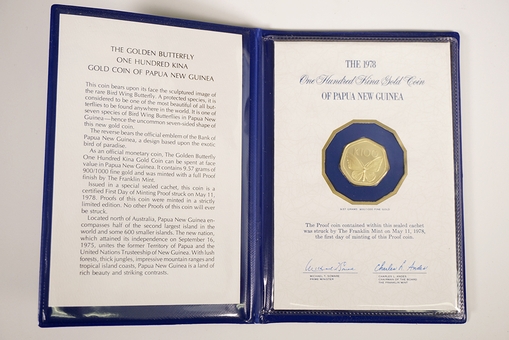 THE GOLDEN BUTTERFLY
ONE HUNDRED KINA
GOLD COIN OF PAPUA NEW GUINEA
This coin bears upon its face the sculptured image of
the rare Bird Wing Butterfly. A protected species, it is
considered to be one of the most beautiful of all but-
terflies to be found anywhere in the world. It is one of
seven species of Bird Wing Butterflies in Papua New
Guinea—hence the uncommon seven-sided shape of
this new gold coin.
The reverse bears the official emblem of the Bank of
Papua New Guinea, a design based upon the exotic
bird of paradise.
As an official monetary coin, The Golden Butterfly
One Hundred Kina Gold Coin can be spent at face
value in Papua New Guinea. It contains 9.57 grams of
900/1000 fine gold and was minted with a full Proof
finish by The Franklin Mint.
Issued in a special sealed cachet, this coin is a
certified First Day of Minting Proof struck on May 11,
1978. Proofs of this coin were minted in a strictly
limited edition. No other Proofs of this coin will ever
be struck.
Located north of Australia, Papua New Guinea en-
compasses half of the second largest island in the
world and some 600 smaller islands. The new nation,
which attained its independence on September 16,
1975, unites the former Territory of Papua and the
United Nations Trusteeship of New Guinea. With lush
forests, thick jungles, impressive mountain ranges and
tropical island coasts, Papua New Guinea is a land of
rich beauty and striking contrasts.
THE 1978
One Hundred Kina Gold Coin
OF PAPUA NEW GUINEA
The Proof coin contained within this sealed cachet
was struck by The Franklin Mint on May 11, 1978,
the first day of minting of this Proof coin.
PRIME MINISTER
CHAIRMAN OF THE BOARD
THE FRANKLIN MINT